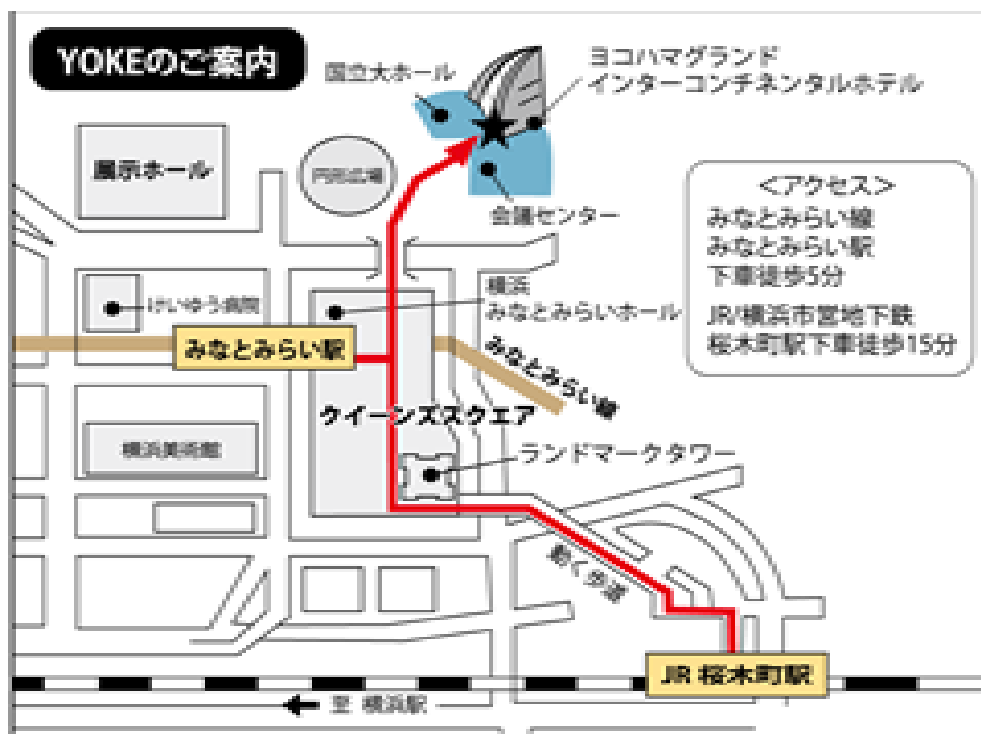 YOKEのご案内
国立大ホール
ヨコハマグランド
インターコンチネンタルホテル
展示ホール
円形広場
会議センター
<アクセス>
みなとみらい線
みなとみらい駅
下車徒歩5分
JR/横浜市営地下鉄
桜木町駅下車徒歩15分
けいゆう病院
横浜
みなとみらいホール
みなとみらい駅
みなとみらい線
クイーンズスクエア
横浜美術館
ランドマークタワー
動く歩道
JR 桜木町駅
至 横浜駅